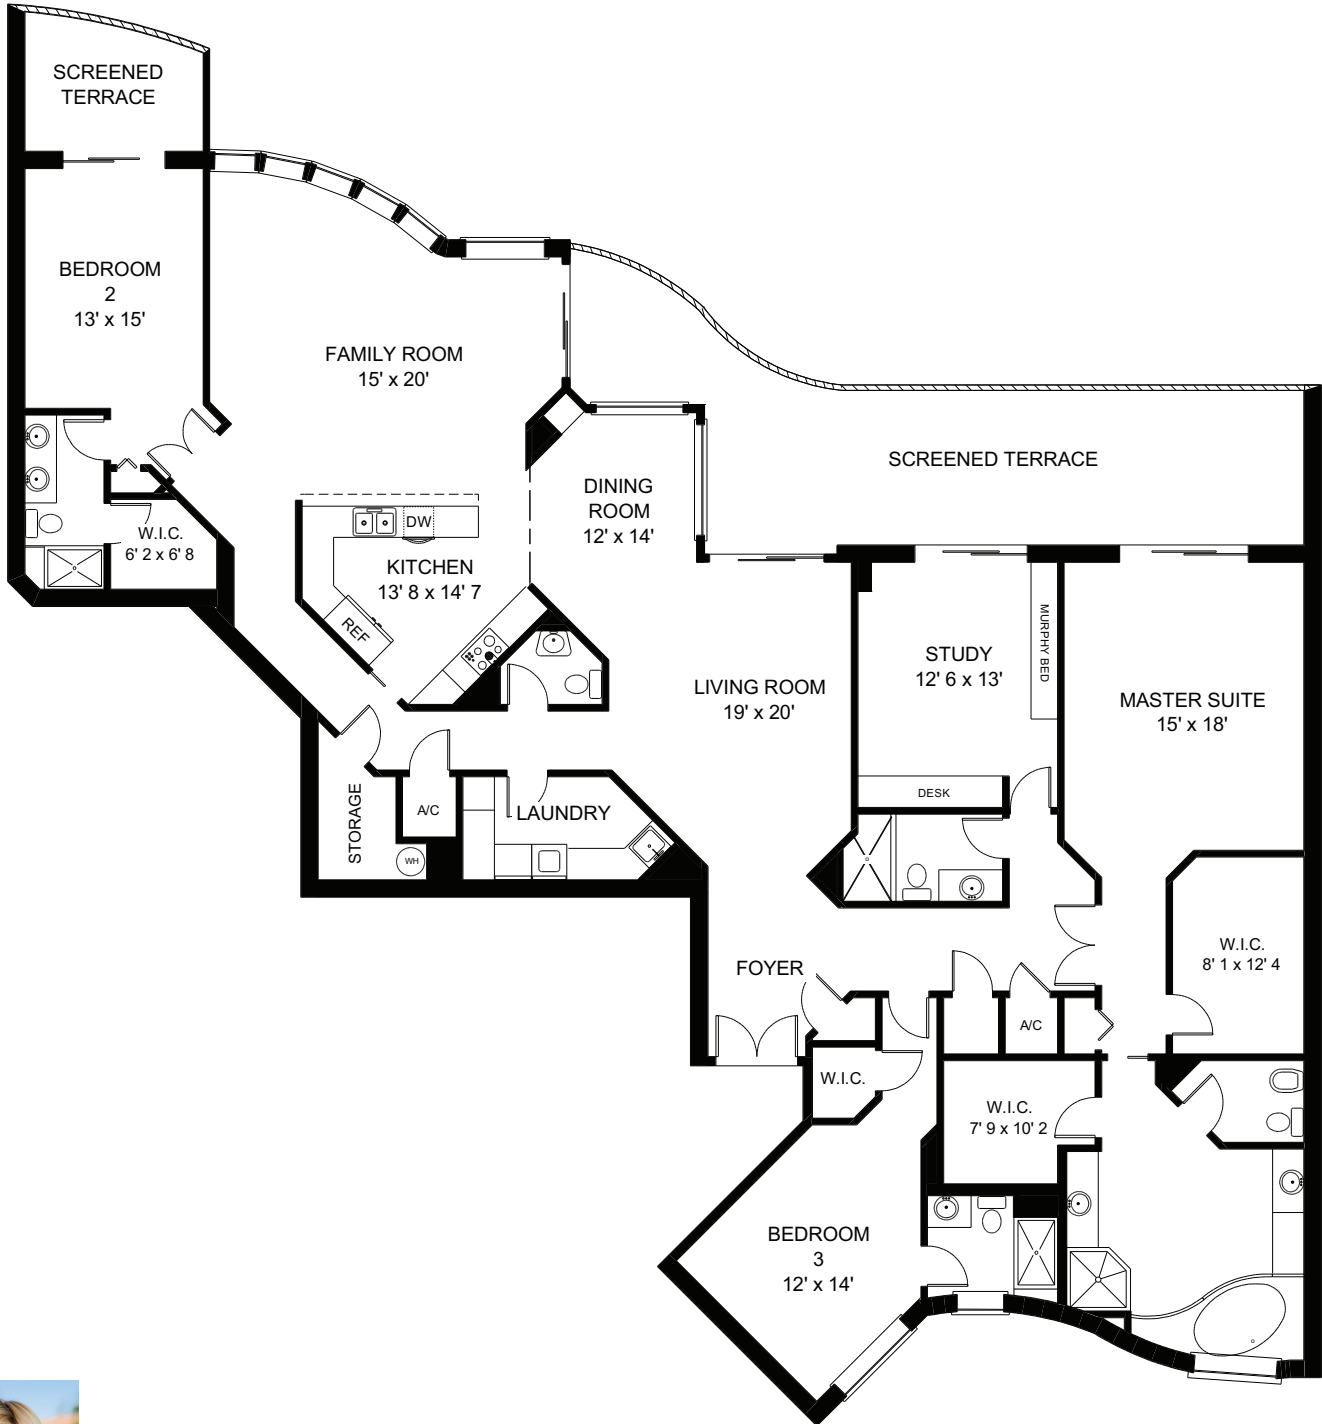 SCREENED
TERRACE
BEDROOM
2
13' x 15'
FAMILY ROOM
15' x 20'
SCREENED TERRACE
DINING
ROOM
12' x 14'
DW
W.I.C.
6' 2 x 6' 8
KITCHEN
13' 8 x 14' 7
REF
MURPHY BED
STUDY
12' 6 x 13'
LIVING ROOM
19' x 20'
MASTER SUITE
15' x 18'
DESK
STORAGE
A/C
LAUNDRY
WH
W.I.C.
8' 1 x 12' 4
FOYER
A/C
W.I.C.
W.I.C.
7' 9 x 10' 2
BEDROOM
3
12' x 14'